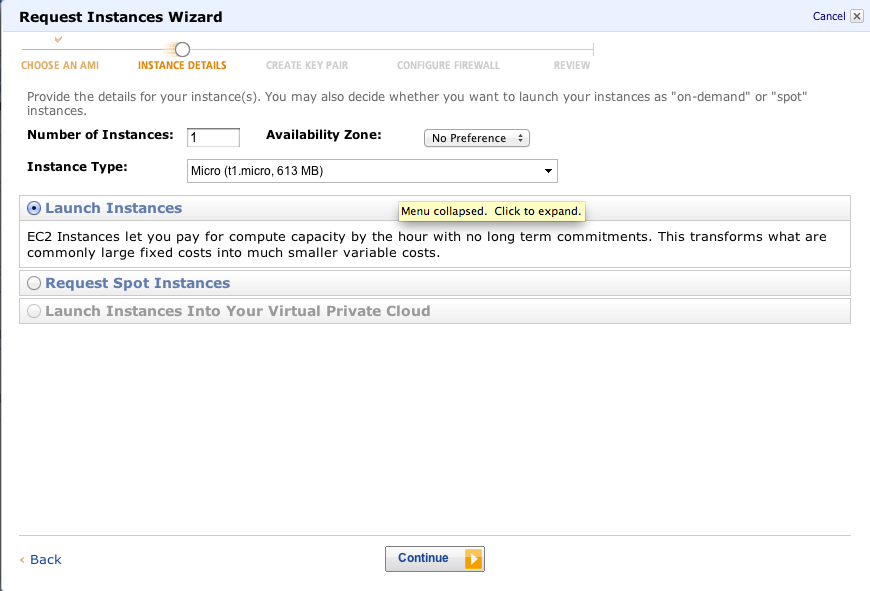 Request Instances Wizard
Cancel
CHOOSE AN AMI INSTANCE DETAILS CREATE KEY PAIR CONFIGURE FIREWALL REVIEW
Provide the details for your instance(s). You may also decide whether you want to launch your instances as "on-demand" or "spot"
instances.
Number of Instances: 1 Availability Zone: No Preference
Instance Type: Micro (t1.micro, 613 MB)
Launch Instances
Menu collapsed. Click to expand.
EC2 Instances let you pay for compute capacity by the hour with no long term commitments. This transforms what are
commonly large fixed costs into much smaller variable costs.
Request Spot Instances
Launch Instances Into Your Virtual Private Cloud
< Back
Continue